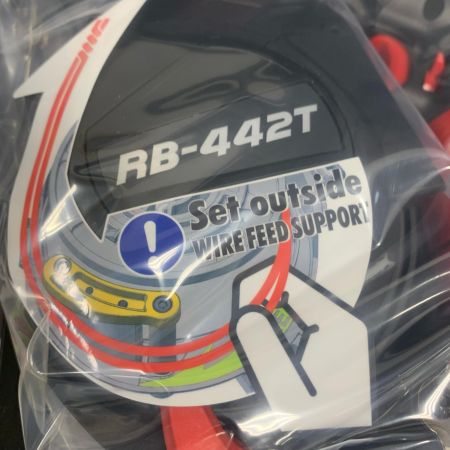 RB-442T
!
Set outside
WIRE FEED SUPPORT